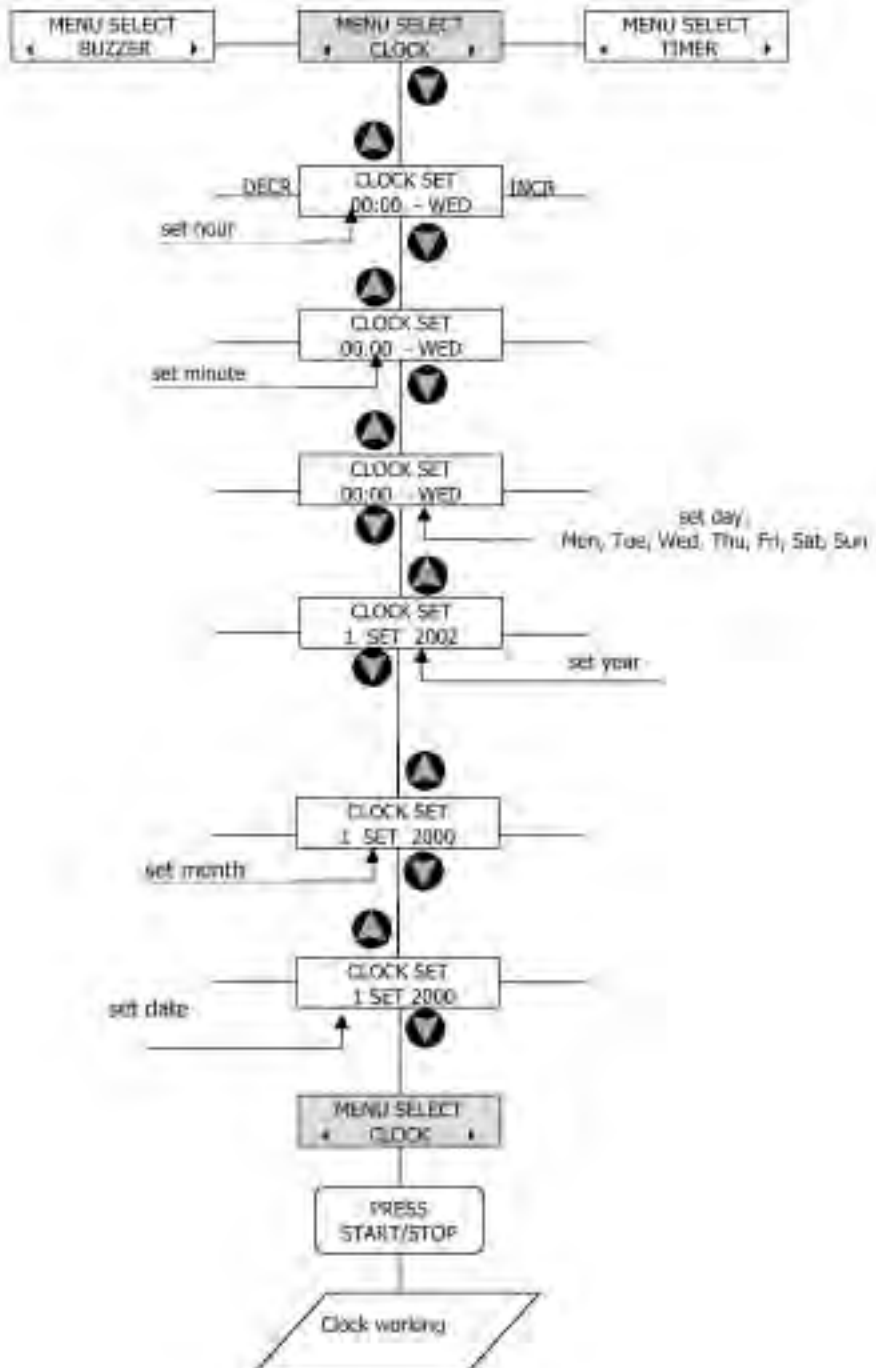 MENU SELECT
◂ BUZZER ▸
MENU SELECT
◂ CLOCK ▸
MENU SELECT
◂ TIMER ▸
DECR
CLOCK SET
00:00 - WED
INCR
set hour
CLOCK SET
00:00 - WED
set minute
CLOCK SET
00:00 - WED
set day,
Mon, Tue, Wed, Thu, Fri, Sat, Sun
CLOCK SET
1 SET 2002
set year
CLOCK SET
1 SET 2000
set month
CLOCK SET
1 SET 2000
set date
MENU SELECT
◂ CLOCK ▸
PRESS
START/STOP
Clock working